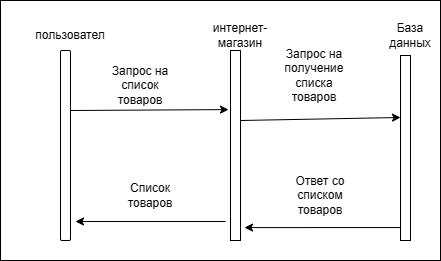 пользовател
интернет-
магазин
База
данных
Запрос на
список
товаров
Запрос на
получение
списка
товаров
Список
товаров
Ответ со
списком
товаров